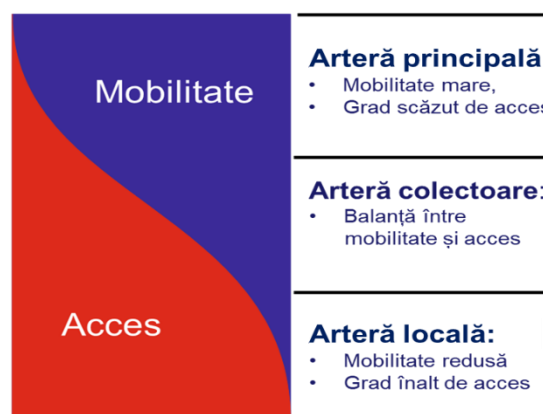 Mobilitate
Acces
Arteră principală
• Mobilitate mare,
• Grad scăzut de acces
Arteră colectoare:
• Balanță între
mobilitate și acces
Arteră locală:
• Mobilitate redusă
• Grad înalt de acces